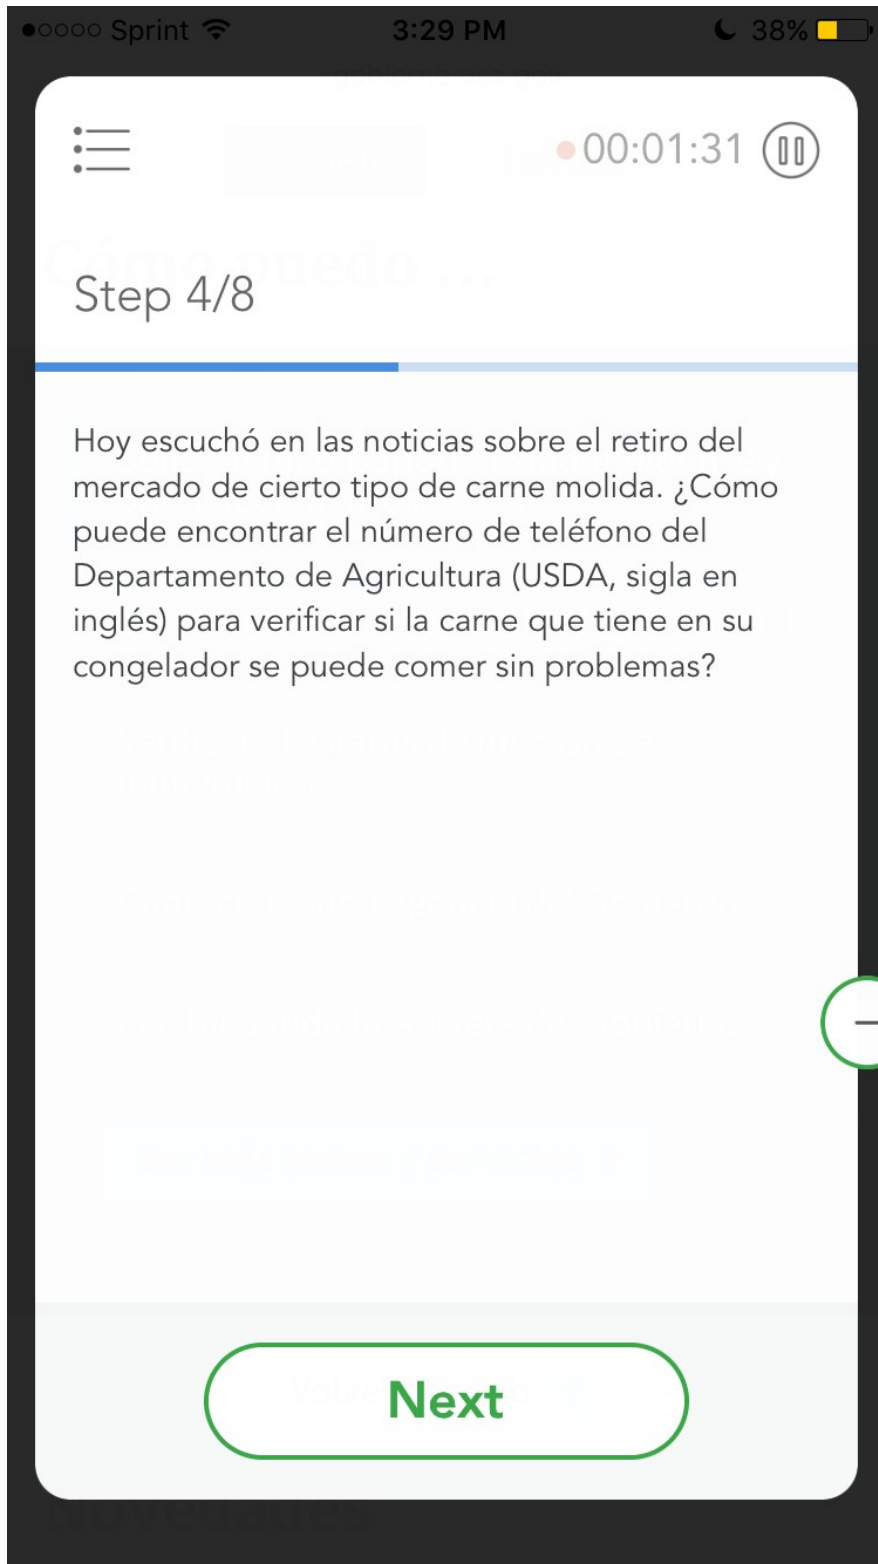 Sprint 3:29 PM 38%
00:01:31
Cómo puedo ...
Step 4/8
Hoy escuchó en las noticias sobre el retiro del
mercado de cierto tipo de carne molida. ¿Cómo
puede encontrar el número de teléfono del
Departamento de Agricultura (USDA, sigla en
inglés) para verificar si la carne que tiene en su
congelador se puede comer sin problemas?
Next
Novedades